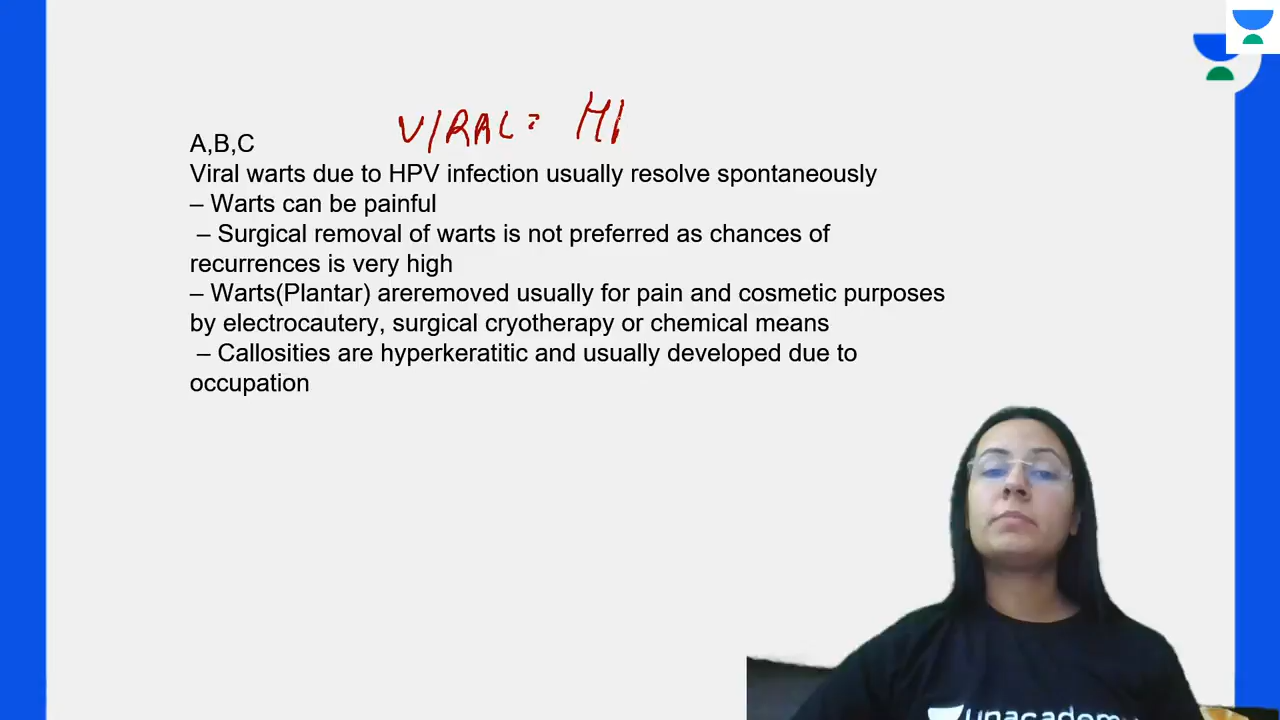 VIRAL:
A,B,C
Viral warts due to HPV infection usually resolve spontaneously
– Warts can be painful
– Surgical removal of warts is not preferred as chances of
recurrences is very high
– Warts(Plantar) areremoved usually for pain and cosmetic purposes
by electrocautery, surgical cryotherapy or chemical means
– Callosities are hyperkeratitic and usually developed due to
occupation
unacademy